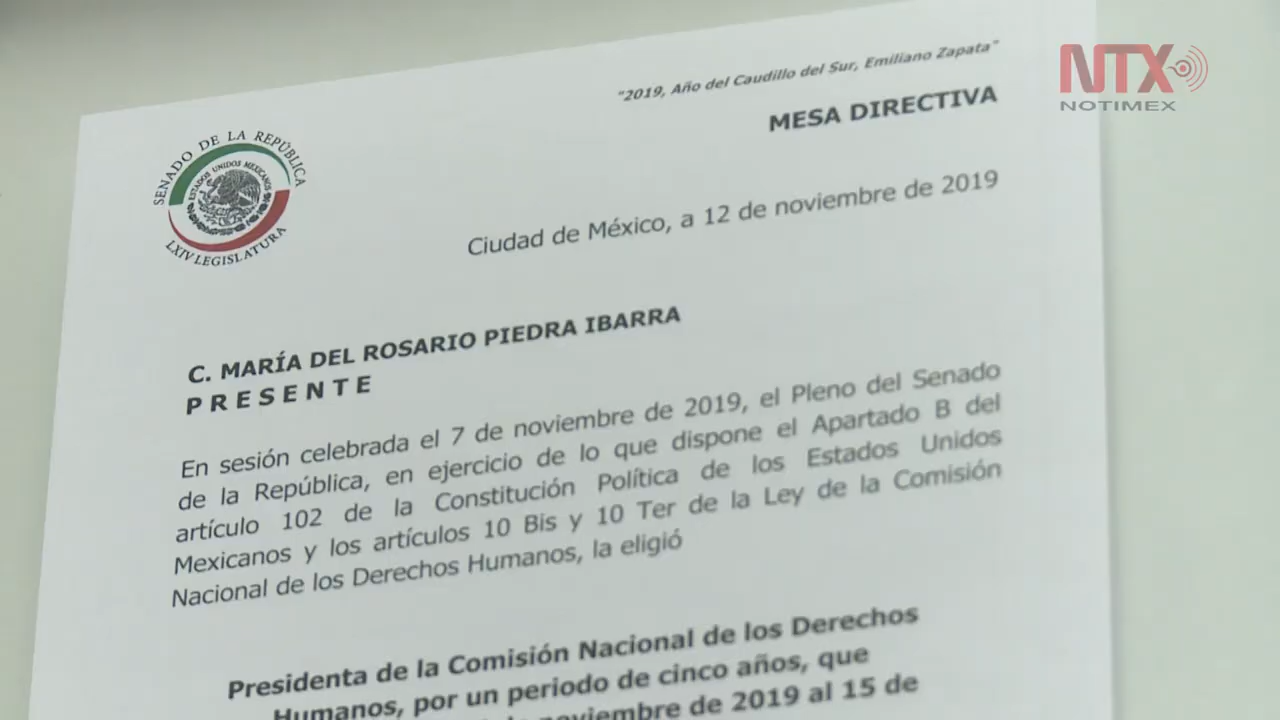 "2019, Año del Caudillo del Sur, Emiliano Zapata"
NTX
NOTIMEX
MESA DIRECTIVA
SENADO DE LA REPÚBLICA
ESTADOS UNIDOS MEXICANOS
LXIV LEGISLATURA
Ciudad de México, a 12 de noviembre de 2019
C. MARÍA DEL ROSARIO PIEDRA IBARRA
P R E S E N T E
En sesión celebrada el 7 de noviembre de 2019, el Pleno del Senado
de la República, en ejercicio de lo que dispone el Apartado B del
artículo 102 de la Constitución Política de los Estados Unidos
Mexicanos y los artículos 10 Bis y 10 Ter de la Ley de la Comisión
Nacional de los Derechos Humanos, la eligió
Presidenta de la Comisión Nacional de los Derechos
Humanos, por un periodo de cinco años, que
noviembre de 2019 al 15 de